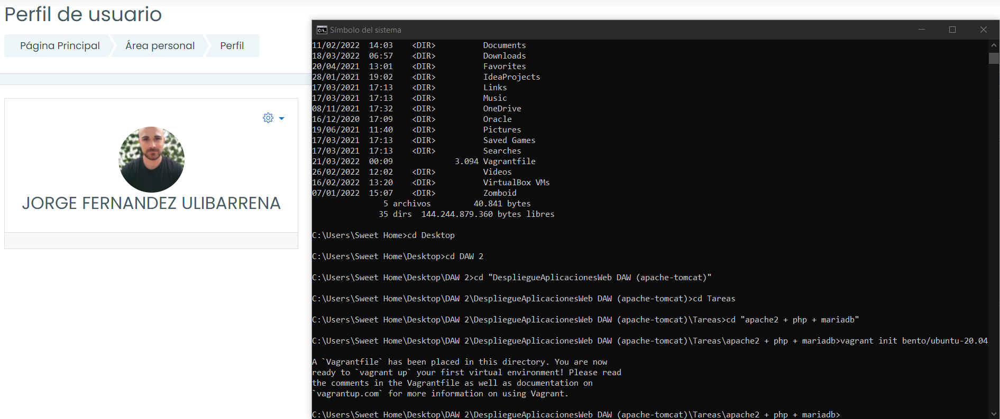 Perfil de usuario
Página Principal
Área personal
Perfil
JORGE FERNANDEZ ULIBARRENA
C:\. Símbolo del sistema
11/02/2022  14:03    <DIR>          Documents
18/03/2022  06:57    <DIR>          Downloads
20/04/2021  13:01    <DIR>          Favorites
28/01/2021  19:02    <DIR>          IdeaProjects
17/03/2021  17:13    <DIR>          Links
17/03/2021  17:13    <DIR>          Music
08/11/2021  17:32    <DIR>          OneDrive
16/12/2020  17:09    <DIR>          Oracle
19/06/2021  11:40    <DIR>          Pictures
17/03/2021  17:13    <DIR>          Saved Games
17/03/2021  17:13    <DIR>          Searches
21/03/2022  00:09             3.094 Vagrantfile
26/02/2022  12:02    <DIR>          Videos
16/02/2022  13:20    <DIR>          VirtualBox VMs
07/01/2022  15:07    <DIR>          Zomboid
5 archivos         40.841 bytes
35 dirs  144.244.879.360 bytes libres
C:\Users\Sweet Home>cd Desktop
C:\Users\Sweet Home\Desktop>cd DAW 2
C:\Users\Sweet Home\Desktop\DAW 2>cd "DespliegueAplicacionesWeb DAW (apache-tomcat)"
C:\Users\Sweet Home\Desktop\DAW 2\DespliegueAplicacionesWeb DAW (apache-tomcat)>cd Tareas
C:\Users\Sweet Home\Desktop\DAW 2\DespliegueAplicacionesWeb DAW (apache-tomcat)\Tareas>cd "apache2 + php + mariadb"
C:\Users\Sweet Home\Desktop\DAW 2\DespliegueAplicacionesWeb DAW (apache-tomcat)\Tareas\apache2 + php + mariadb>vagrant init bento/ubuntu-20.04
A `Vagrantfile` has been placed in this directory. You are now
ready to `vagrant up` your first virtual environment! Please read
the comments in the Vagrantfile as well as documentation on
`vagrantup.com` for more information on using Vagrant.
C:\Users\Sweet Home\Desktop\DAW 2\DespliegueAplicacionesWeb DAW (apache-tomcat)\Tareas\apache2 + php + mariadb>